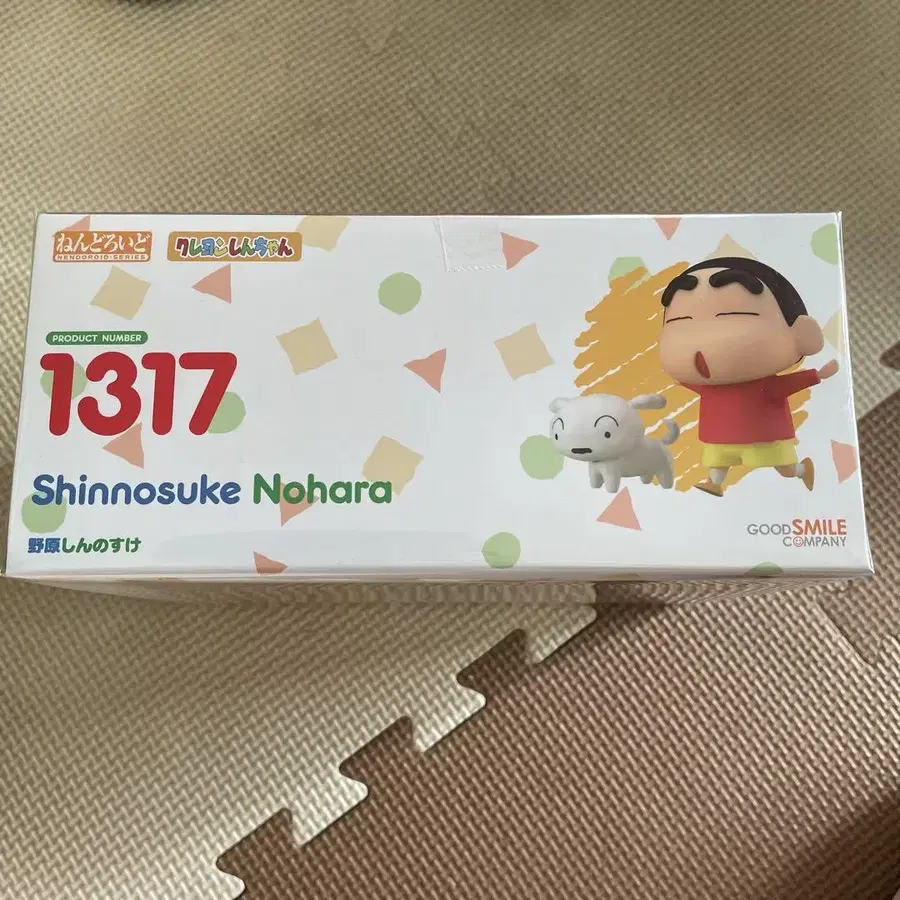 ねんどろいど
NENDOROID・SERIES
クレヨンしんちゃん
PRODUCT NUMBER
1317
Shinnosuke Nohara
野原しんのすけ
GOOD SMILE
COMPANY